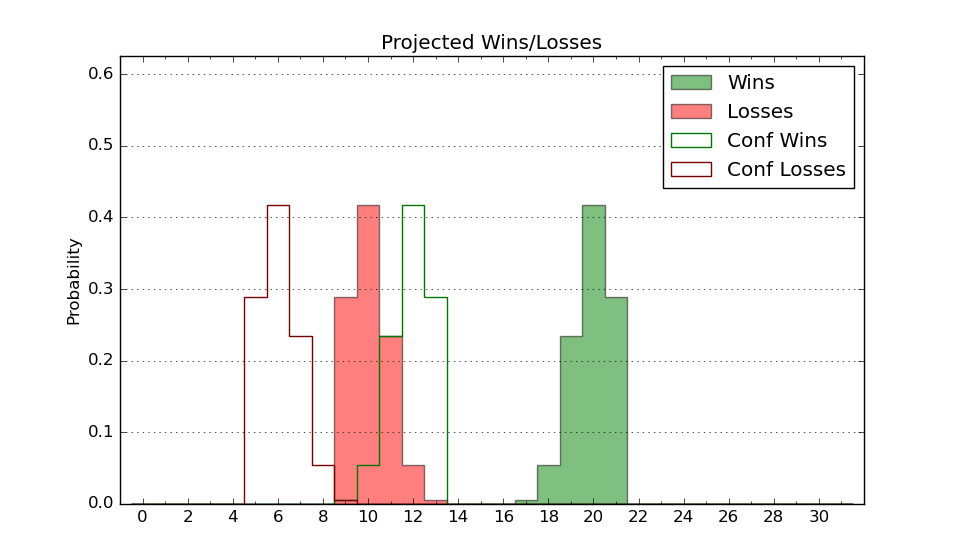 Projected Wins/Losses
Wins
Losses
Conf Wins
Conf Losses
Probability
0.6
0.5
0.4
0.3
0.2
0.1
0.0
0 2 4 6 8 10 12 14 16 18 20 22 24 26 28 30